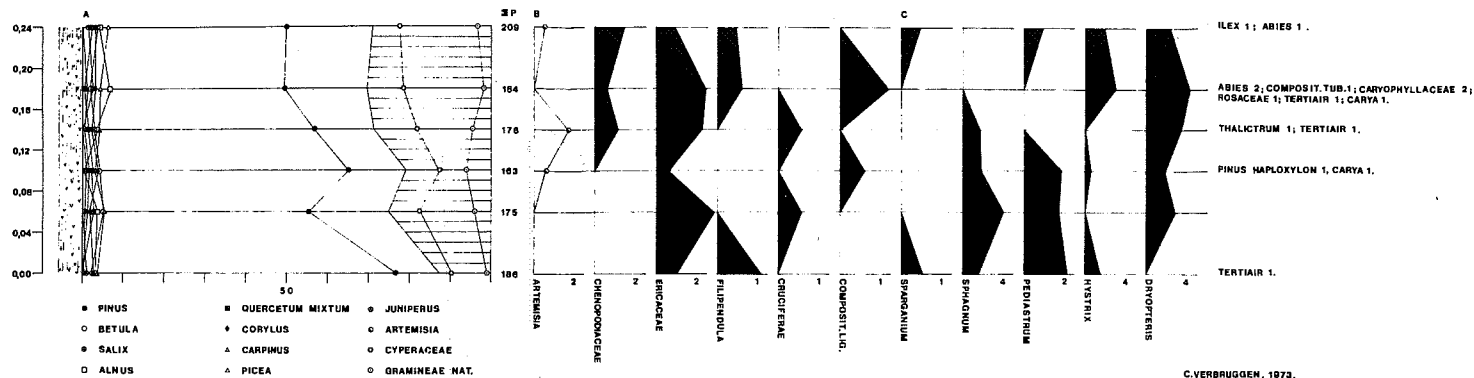 A ΣP B C
0,24 209 ILEX 1; ABIES 1.
0,20
184 ABIES 2; COMPOSIT. TUB. 1; CARYOPHYLLACEAE 2;
ROSACEAE 1; TERTIAIR 1; CARYA 1.
0,16
178 THALICTRUM 1; TERTIAIR 1.
0,12
163 PINUS HAPLOXYLON 1, CARYA 1.
0,08
175
0,04
0,00 186 TERTIAIR 1.
50 2 2 2 1 1 1 1 4 2 4 4
ARTEMISIA
CHENOPODIACEAE
ERICACEAE
FILIPENDULA
CRUCIFERAE
COMPOSIT. LIG.
SPARGANIUM
SPHAGNUM
PEDIASTRUM
HYSTRIX
DRYOPTERIS
PINUS QUERCETUM MIXTUM JUNIPERUS
BETULA CORYLUS ARTEMISIA
SALIX CARPINUS CYPERACEAE
ALNUS PICEA GRAMINEAE NAT.
C. VERBRUGGEN, 1973.